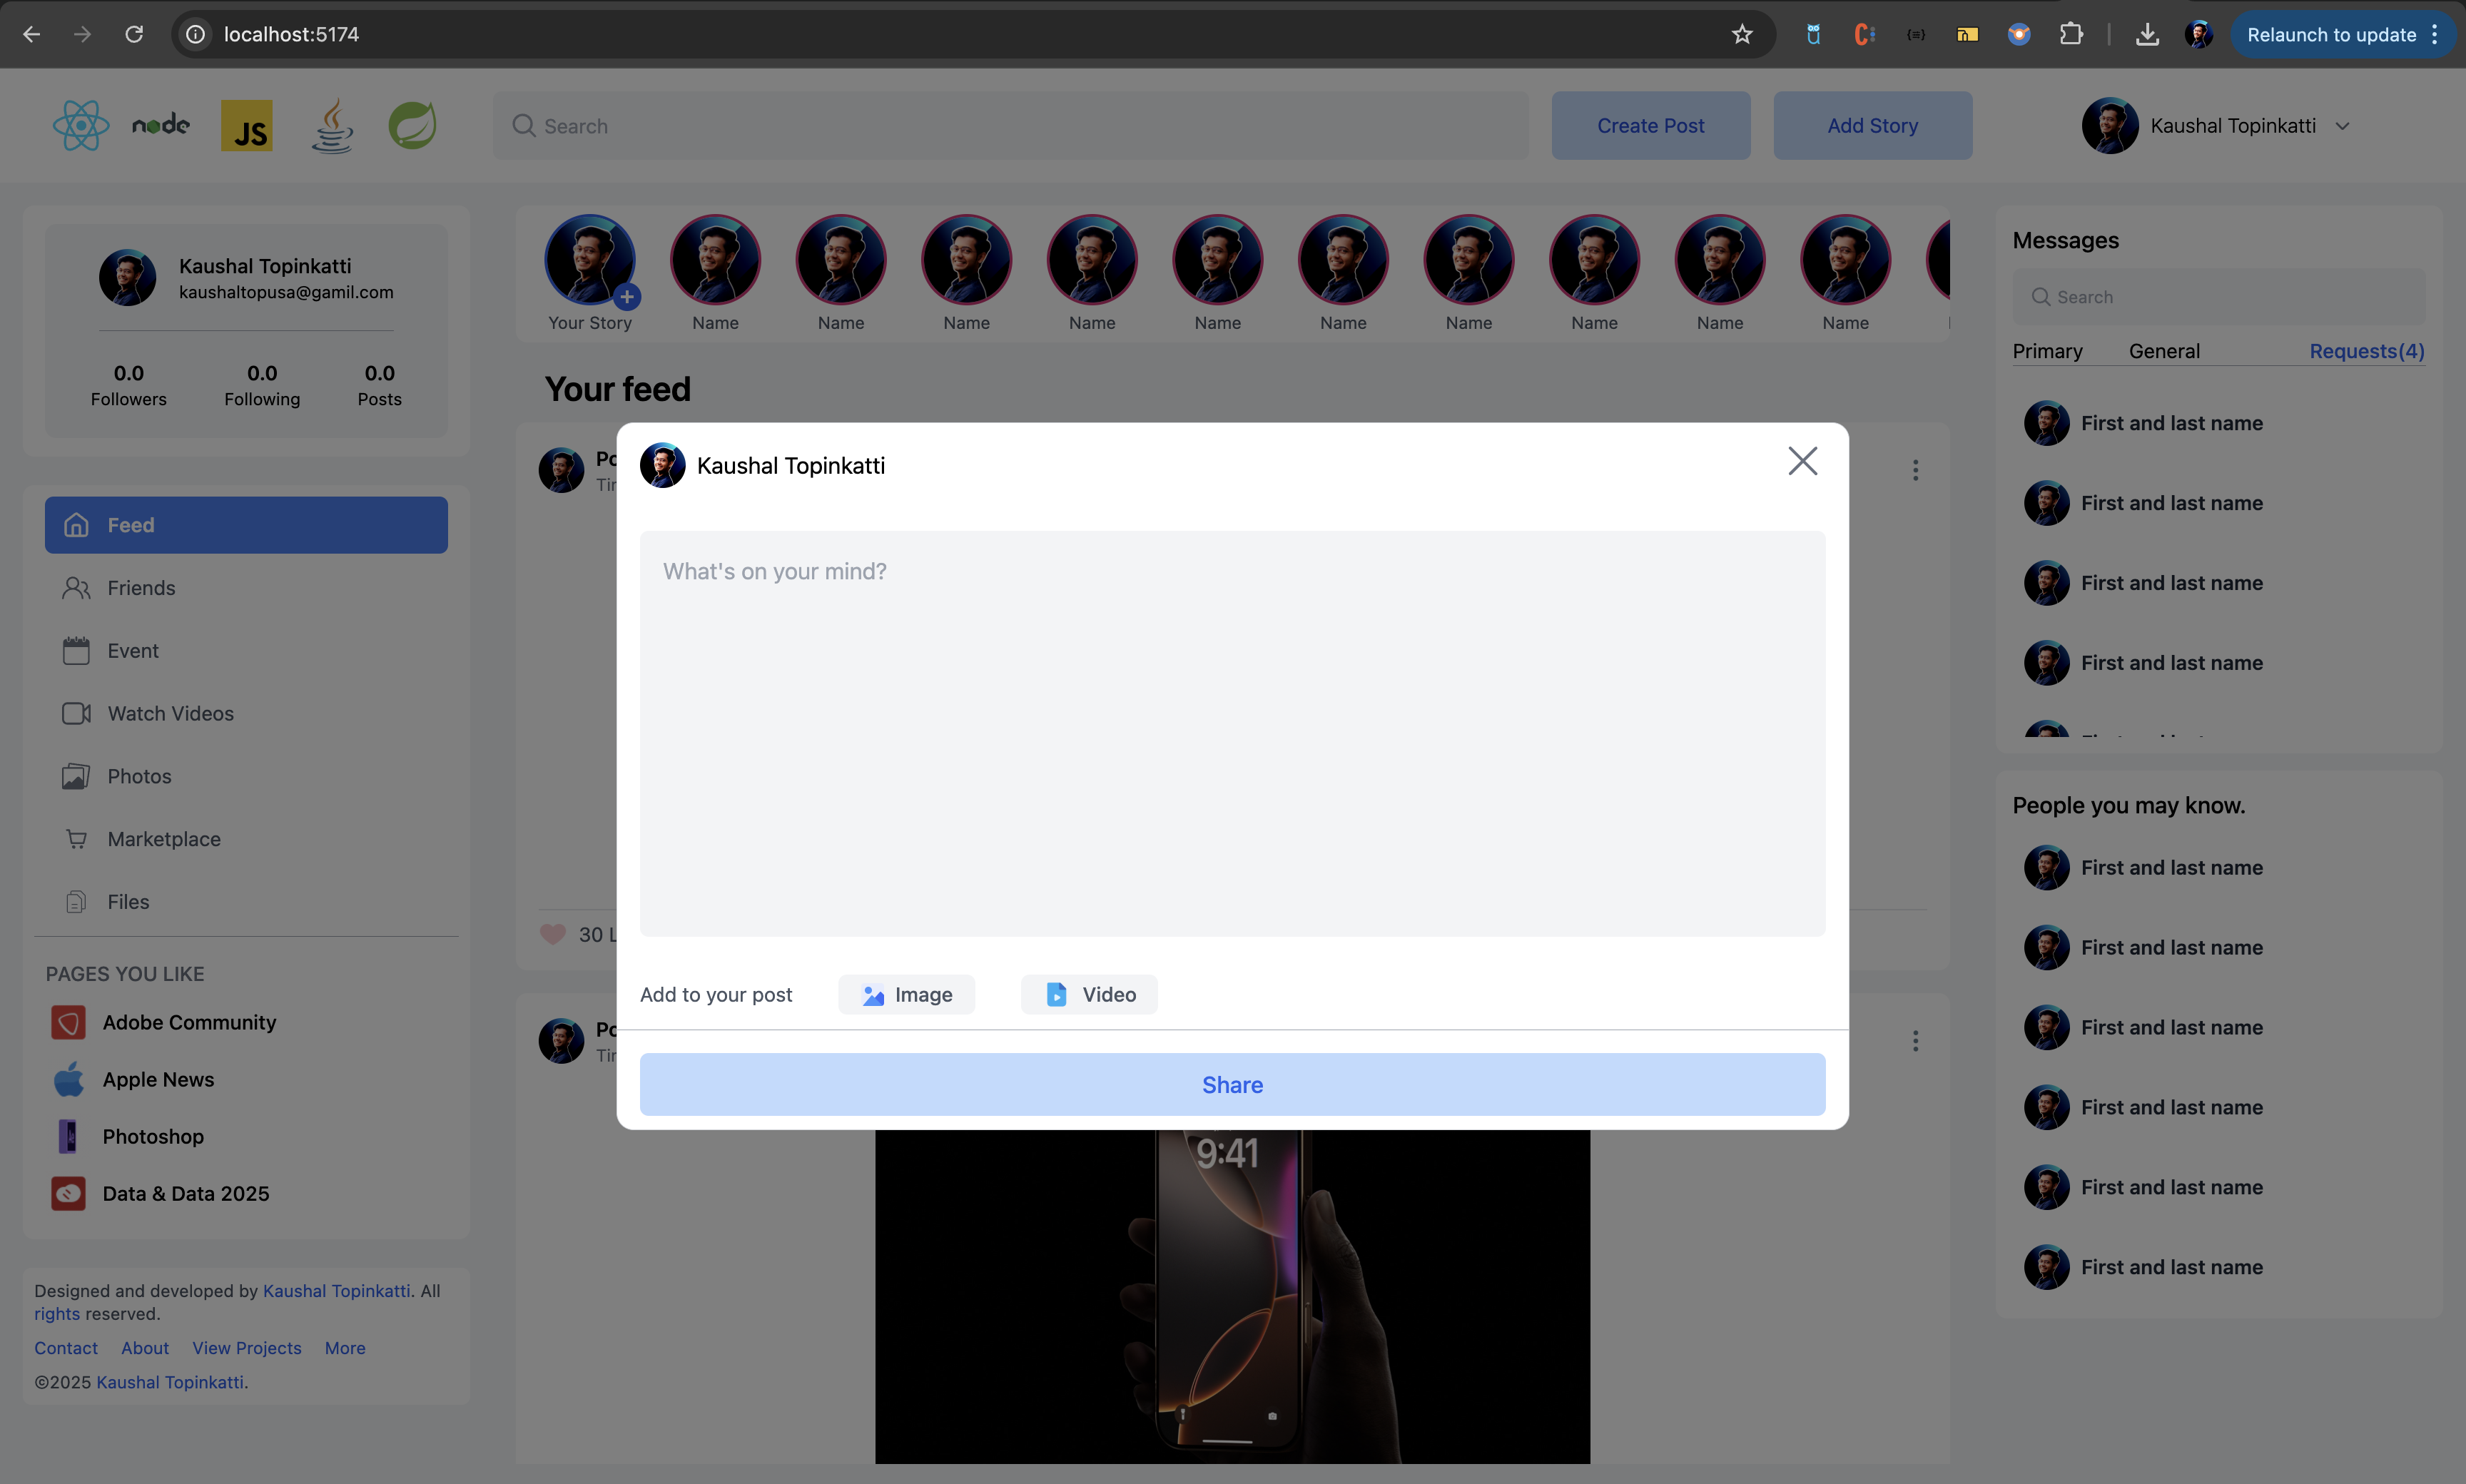 localhost:5174
Relaunch to update
node
JS
Search
Create Post
Add Story
Kaushal Topinkatti
Kaushal Topinkatti
kaushaltopusa@gamil.com
0.0
Followers
0.0
Following
0.0
Posts
Feed
Friends
Event
Watch Videos
Photos
Marketplace
Files
PAGES YOU LIKE
Adobe Community
Apple News
Photoshop
Data & Data 2025
Designed and developed by Kaushal Topinkatti. All
rights reserved.
Contact About View Projects More
©2025 Kaushal Topinkatti.
Your Story
Name
Name
Name
Name
Name
Name
Name
Name
Name
Name
Your feed
30
Kaushal Topinkatti
What's on your mind?
Add to your post
Image
Video
Share
9:41
Messages
Search
Primary General Requests(4)
First and last name
First and last name
First and last name
First and last name
People you may know.
First and last name
First and last name
First and last name
First and last name
First and last name
First and last name